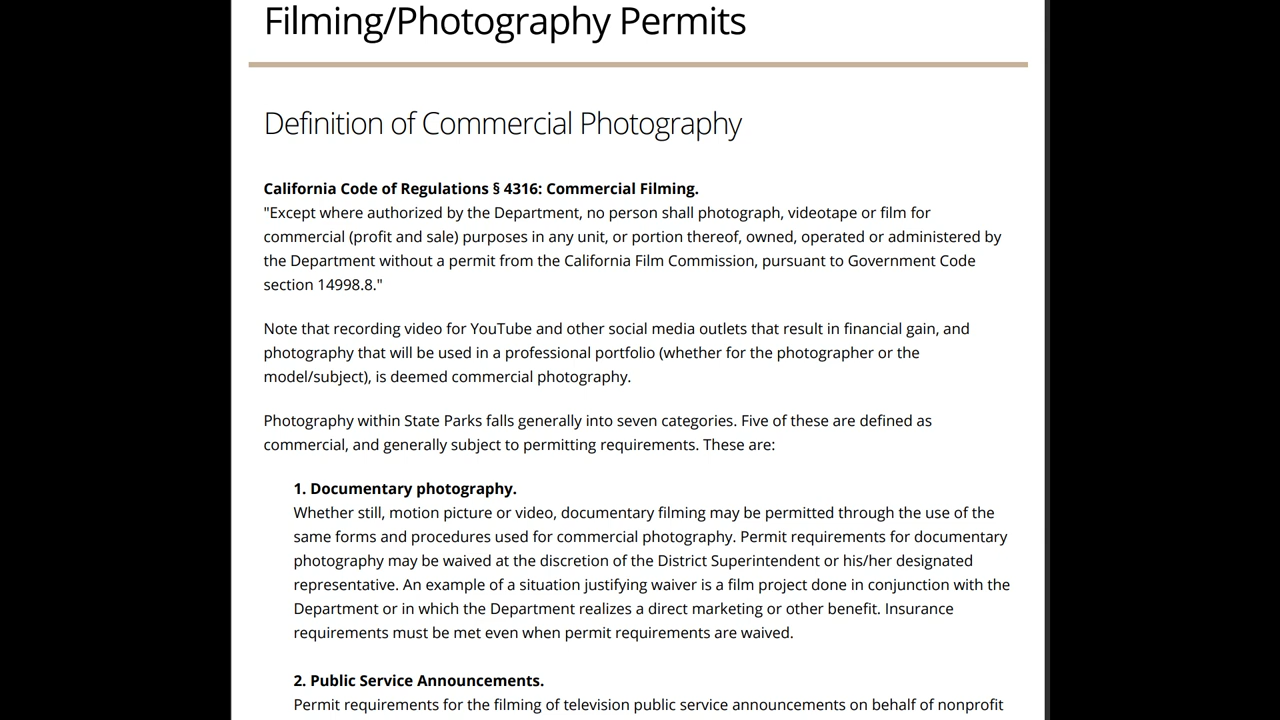 Filming/Photography Permits
Definition of Commercial Photography
California Code of Regulations § 4316: Commercial Filming.
"Except where authorized by the Department, no person shall photograph, videotape or film for
commercial (profit and sale) purposes in any unit, or portion thereof, owned, operated or administered by
the Department without a permit from the California Film Commission, pursuant to Government Code
section 14998.8."
Note that recording video for YouTube and other social media outlets that result in financial gain, and
photography that will be used in a professional portfolio (whether for the photographer or the
model/subject), is deemed commercial photography.
Photography within State Parks falls generally into seven categories. Five of these are defined as
commercial, and generally subject to permitting requirements. These are:
1. Documentary photography.
Whether still, motion picture or video, documentary filming may be permitted through the use of the
same forms and procedures used for commercial photography. Permit requirements for documentary
photography may be waived at the discretion of the District Superintendent or his/her designated
representative. An example of a situation justifying waiver is a film project done in conjunction with the
Department or in which the Department realizes a direct marketing or other benefit. Insurance
requirements must be met even when permit requirements are waived.
2. Public Service Announcements.
Permit requirements for the filming of television public service announcements on behalf of nonprofit